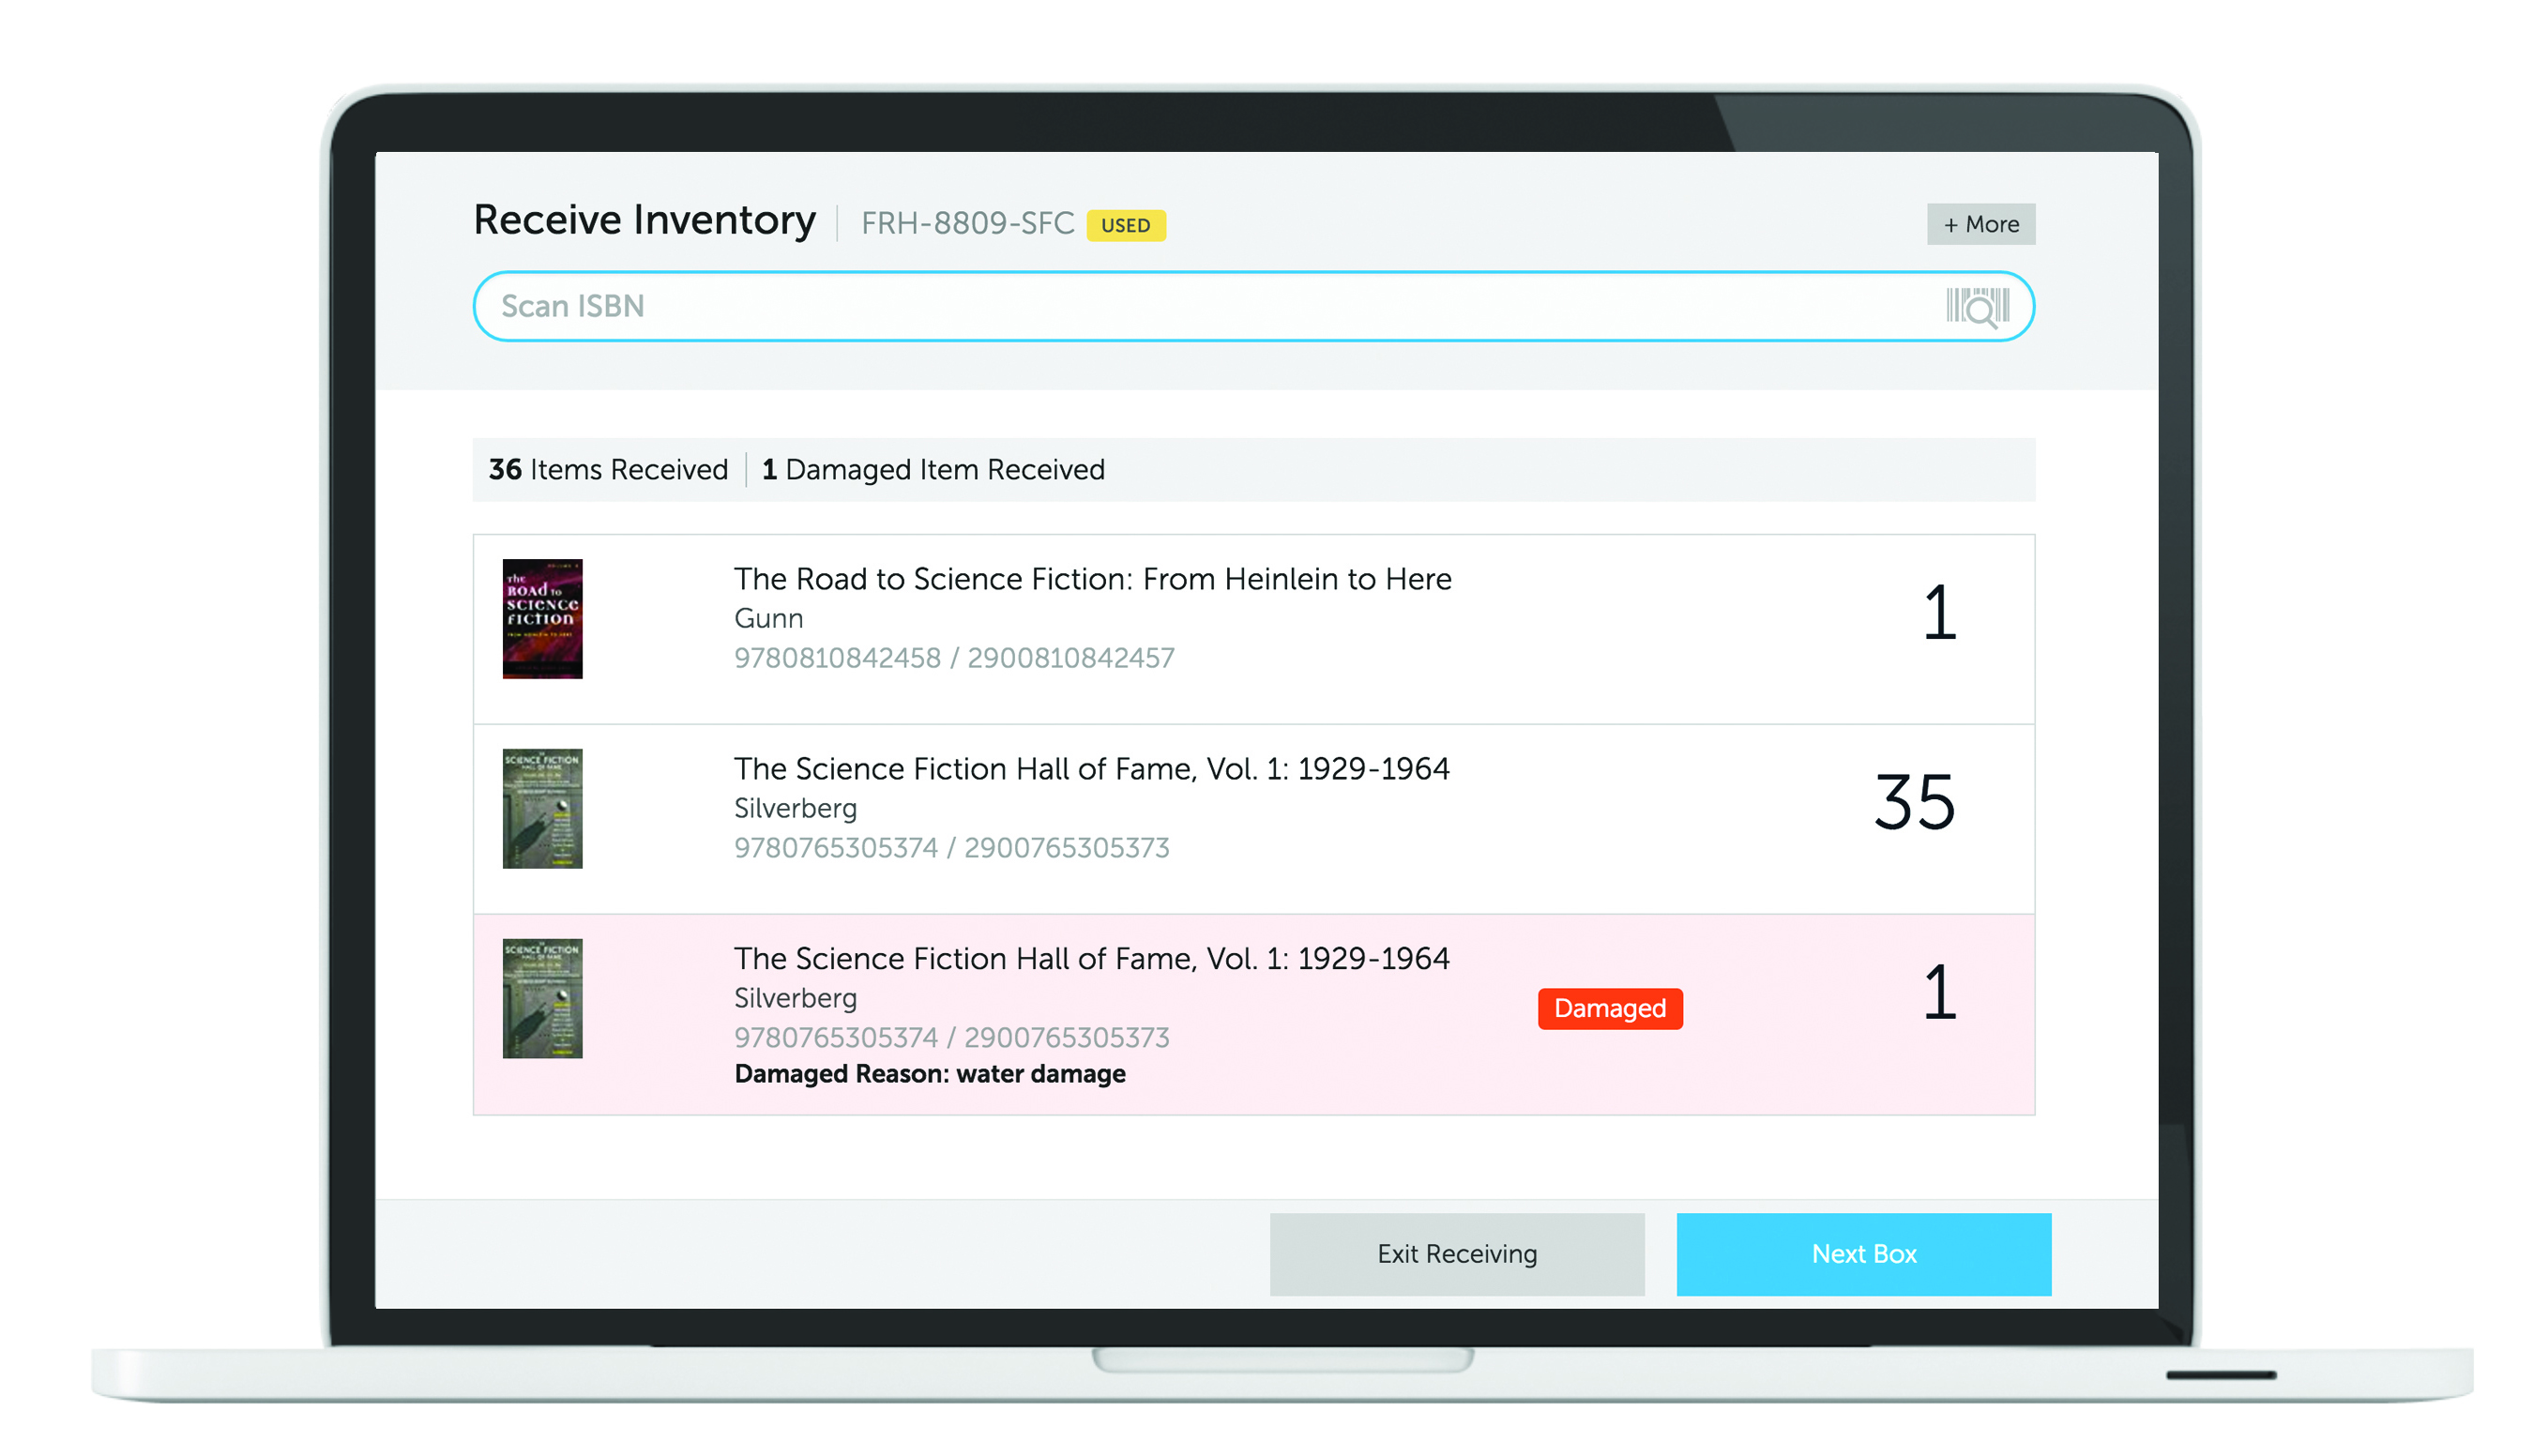 Receive Inventory FRH-8809-SFC USED + More
Scan ISBN
36 Items Received 1 Damaged Item Received
The
ROAd to
SCIENCE
FICTION
FROM HEINLEIN TO HERE
The Road to Science Fiction: From Heinlein to Here
Gunn
9780810842458 / 2900810842457
1
SCIENCE FICTION
HALL OF FAME
The Science Fiction Hall of Fame, Vol. 1: 1929-1964
Silverberg
9780765305374 / 2900765305373
35
SCIENCE FICTION
HALL OF FAME
The Science Fiction Hall of Fame, Vol. 1: 1929-1964
Silverberg
9780765305374 / 2900765305373
Damaged Reason: water damage
Damaged
1
Exit Receiving Next Box